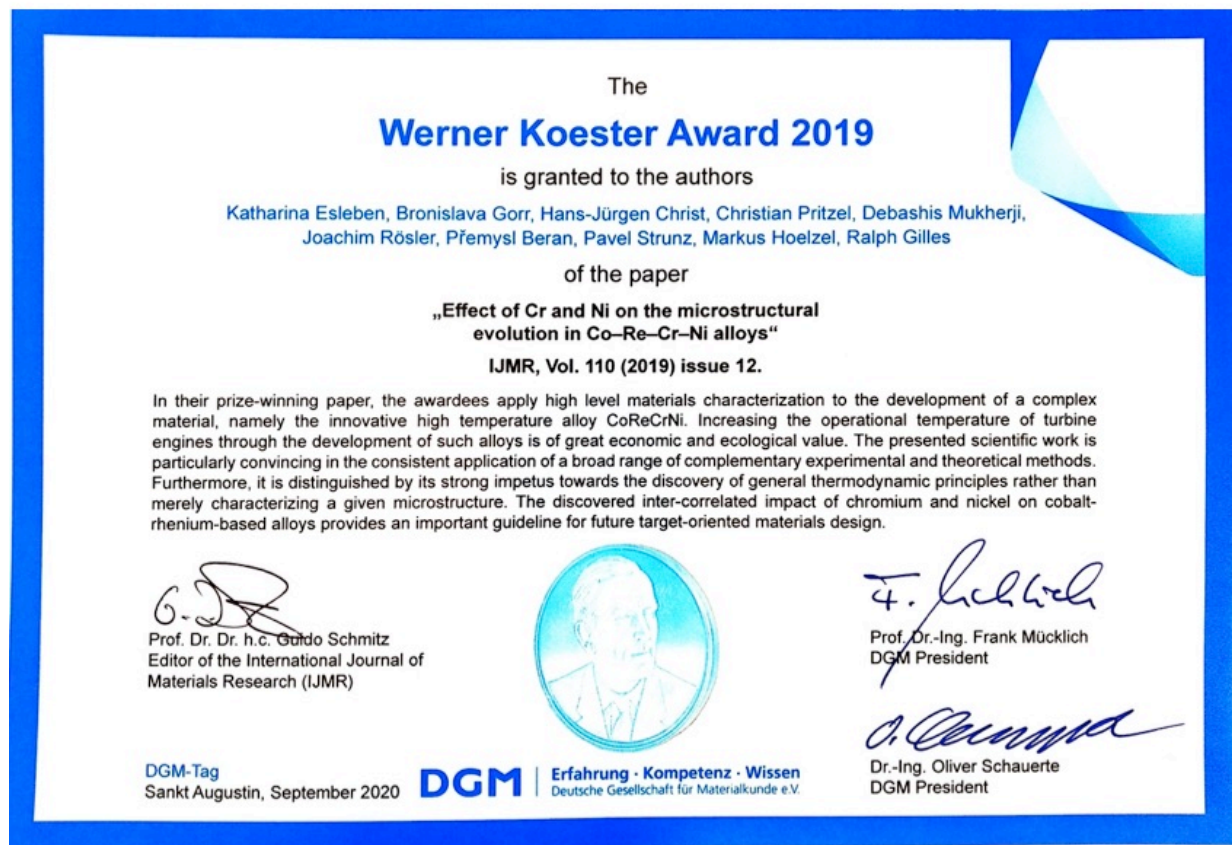 The
Werner Koester Award 2019
is granted to the authors
Katharina Esleben, Bronislava Gorr, Hans-Jürgen Christ, Christian Pritzel, Debashis Mukherji,
Joachim Rösler, Přemysl Beran, Pavel Strunz, Markus Hoelzel, Ralph Gilles
of the paper
„Effect of Cr and Ni on the microstructural
evolution in Co–Re–Cr–Ni alloys“
IJMR, Vol. 110 (2019) issue 12.
In their prize-winning paper, the awardees apply high level materials characterization to the development of a complex
material, namely the innovative high temperature alloy CoReCrNi. Increasing the operational temperature of turbine
engines through the development of such alloys is of great economic and ecological value. The presented scientific work is
particularly convincing in the consistent application of a broad range of complementary experimental and theoretical methods.
Furthermore, it is distinguished by its strong impetus towards the discovery of general thermodynamic principles rather than
merely characterizing a given microstructure. The discovered inter-correlated impact of chromium and nickel on cobalt-
rhenium-based alloys provides an important guideline for future target-oriented materials design.
Prof. Dr. Dr. h.c. Guido Schmitz
Editor of the International Journal of
Materials Research (IJMR)
Prof. Dr.-Ing. Frank Mücklich
DGM President
Dr.-Ing. Oliver Schauerte
DGM President
DGM-Tag
Sankt Augustin, September 2020
DGM
Erfahrung · Kompetenz · Wissen
Deutsche Gesellschaft für Materialkunde e.V.